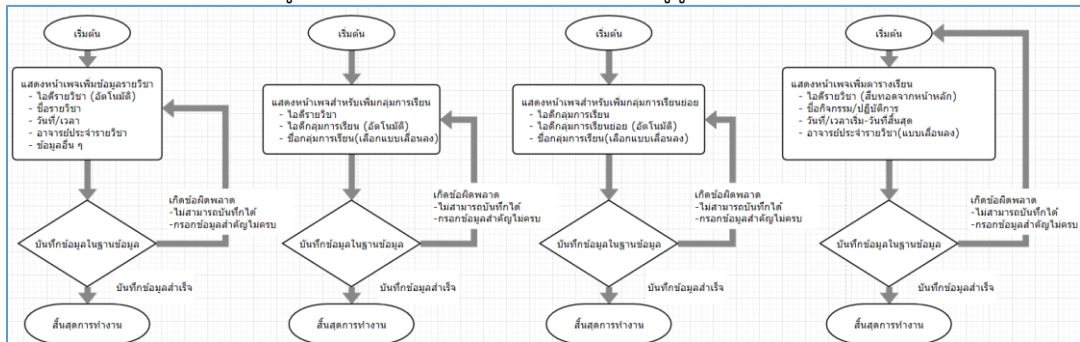 เริ่มต้น
แสดงหน้าเพจเพิ่มข้อมูลรายวิชา
- ไอดีรายวิชา (อัตโนมัติ)
- ชื่อรายวิชา
- วันที่/เวลา
- อาจารย์ประจำรายวิชา
- ข้อมูลอื่น ๆ
เกิดข้อผิดพลาด
-ไม่สามารถบันทึกได้
-กรอกข้อมูลสำคัญไม่ครบ
บันทึกข้อมูลในฐานข้อมูล
บันทึกข้อมูลสำเร็จ
สิ้นสุดการทำงาน
เริ่มต้น
แสดงหน้าเพจสำหรับเพิ่มกลุ่มการเรียน
- ไอดีรายวิชา
- ไอดีกลุ่มการเรียน (อัตโนมัติ)
- ชื่อกลุ่มการเรียน(เลือกแบบเลื่อนลง)
เกิดข้อผิดพลาด
-ไม่สามารถบันทึกได้
-กรอกข้อมูลสำคัญไม่ครบ
บันทึกข้อมูลในฐานข้อมูล
บันทึกข้อมูลสำเร็จ
สิ้นสุดการทำงาน
เริ่มต้น
แสดงหน้าเพจสำหรับเพิ่มกลุ่มการเรียนย่อย
- ไอดีกลุ่มการเรียน
- ไอดีกลุ่มการเรียนย่อย (อัตโนมัติ)
- ชื่อกลุ่มการเรียน(เลือกแบบเลื่อนลง)
เกิดข้อผิดพลาด
-ไม่สามารถบันทึกได้
-กรอกข้อมูลสำคัญไม่ครบ
บันทึกข้อมูลในฐานข้อมูล
บันทึกข้อมูลสำเร็จ
สิ้นสุดการทำงาน
เริ่มต้น
แสดงหน้าเพจเพิ่มตารางเรียน
- ไอดีรายวิชา (สืบทอดจากหน้าหลัก)
- ชื่อกิจกรรม/ปฏิบัติการ
- วันที่/เวลาเริ่ม-วันที่สิ้นสุด
- อาจารย์ประจำรายวิชา(แบบเลื่อนลง)
เกิดข้อผิดพลาด
-ไม่สามารถบันทึกได้
-กรอกข้อมูลสำคัญไม่ครบ
บันทึกข้อมูลในฐานข้อมูล
บันทึกข้อมูลสำเร็จ
สิ้นสุดการทำงาน